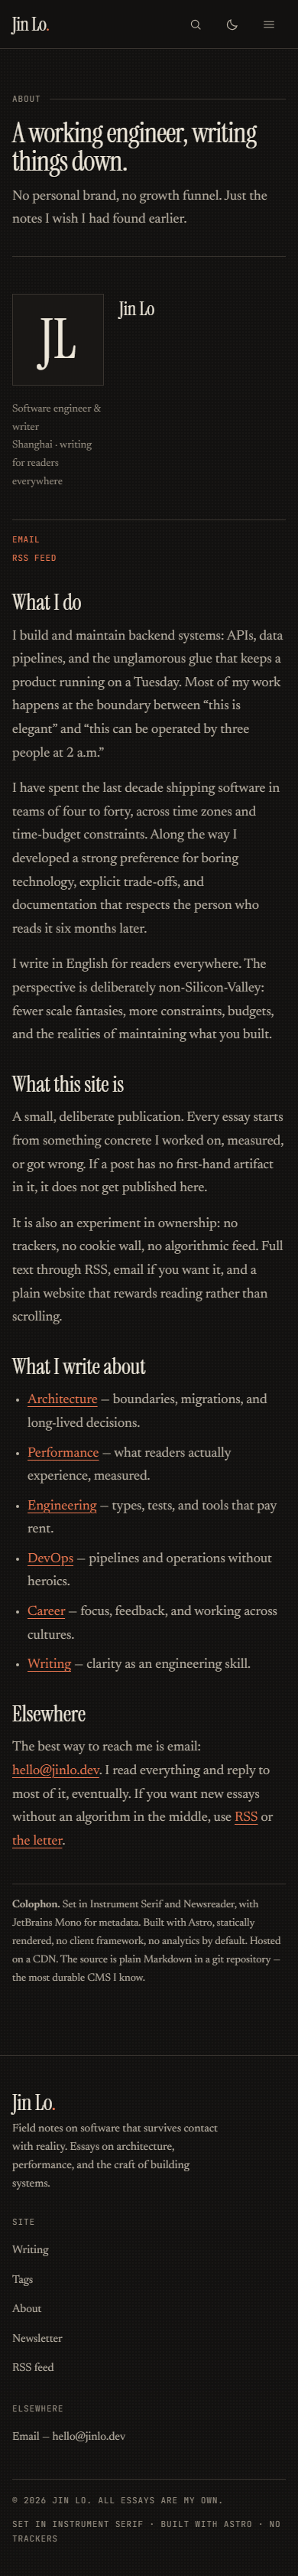 Jin Lo.
ABOUT
A working engineer, writing
things down.
No personal brand, no growth funnel. Just the
notes I wish I had found earlier.
JL
Jin Lo
Software engineer &
writer
Shanghai · writing
for readers
everywhere
EMAIL
RSS FEED
What I do
I build and maintain backend systems: APIs, data
pipelines, and the unglamorous glue that keeps a
product running on a Tuesday. Most of my work
happens at the boundary between “this is
elegant” and “this can be operated by three
people at 2 a.m.”
I have spent the last decade shipping software in
teams of four to forty, across time zones and
time-budget constraints. Along the way I
developed a strong preference for boring
technology, explicit trade-offs, and
documentation that respects the person who
reads it six months later.
I write in English for readers everywhere. The
perspective is deliberately non-Silicon-Valley:
fewer scale fantasies, more constraints, budgets,
and the realities of maintaining what you built.
What this site is
A small, deliberate publication. Every essay starts
from something concrete I worked on, measured,
or got wrong. If a post has no first-hand artifact
in it, it does not get published here.
It is also an experiment in ownership: no
trackers, no cookie wall, no algorithmic feed. Full
text through RSS, email if you want it, and a
plain website that rewards reading rather than
scrolling.
What I write about
• Architecture — boundaries, migrations, and
long-lived decisions.
• Performance — what readers actually
experience, measured.
• Engineering — types, tests, and tools that pay
rent.
• DevOps — pipelines and operations without
heroics.
• Career — focus, feedback, and working across
cultures.
• Writing — clarity as an engineering skill.
Elsewhere
The best way to reach me is email:
hello@jinlo.dev. I read everything and reply to
most of it, eventually. If you want new essays
without an algorithm in the middle, use RSS or
the letter.
Colophon. Set in Instrument Serif and Newsreader, with
JetBrains Mono for metadata. Built with Astro, statically
rendered, no client framework, no analytics by default. Hosted
on a CDN. The source is plain Markdown in a git repository —
the most durable CMS I know.
Jin Lo.
Field notes on software that survives contact
with reality. Essays on architecture,
performance, and the craft of building
systems.
SITE
Writing
Tags
About
Newsletter
RSS feed
ELSEWHERE
Email — hello@jinlo.dev
© 2026 JIN LO. ALL ESSAYS ARE MY OWN.
SET IN INSTRUMENT SERIF · BUILT WITH ASTRO · NO
TRACKERS